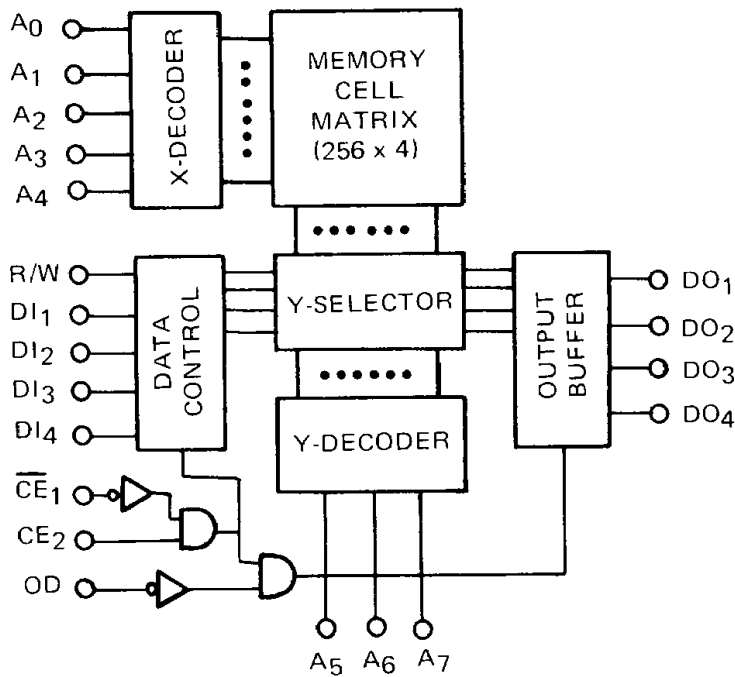 A0
A1
A2
A3
A4
X-DECODER
MEMORY
CELL
MATRIX
(256 x 4)
R/W
DI1
DI2
DI3
DI4
DATA
CONTROL
Y-SELECTOR
OUTPUT
BUFFER
DO1
DO2
DO3
DO4
Y-DECODER
C̅E̅1
CE2
OD
A5
A6
A7